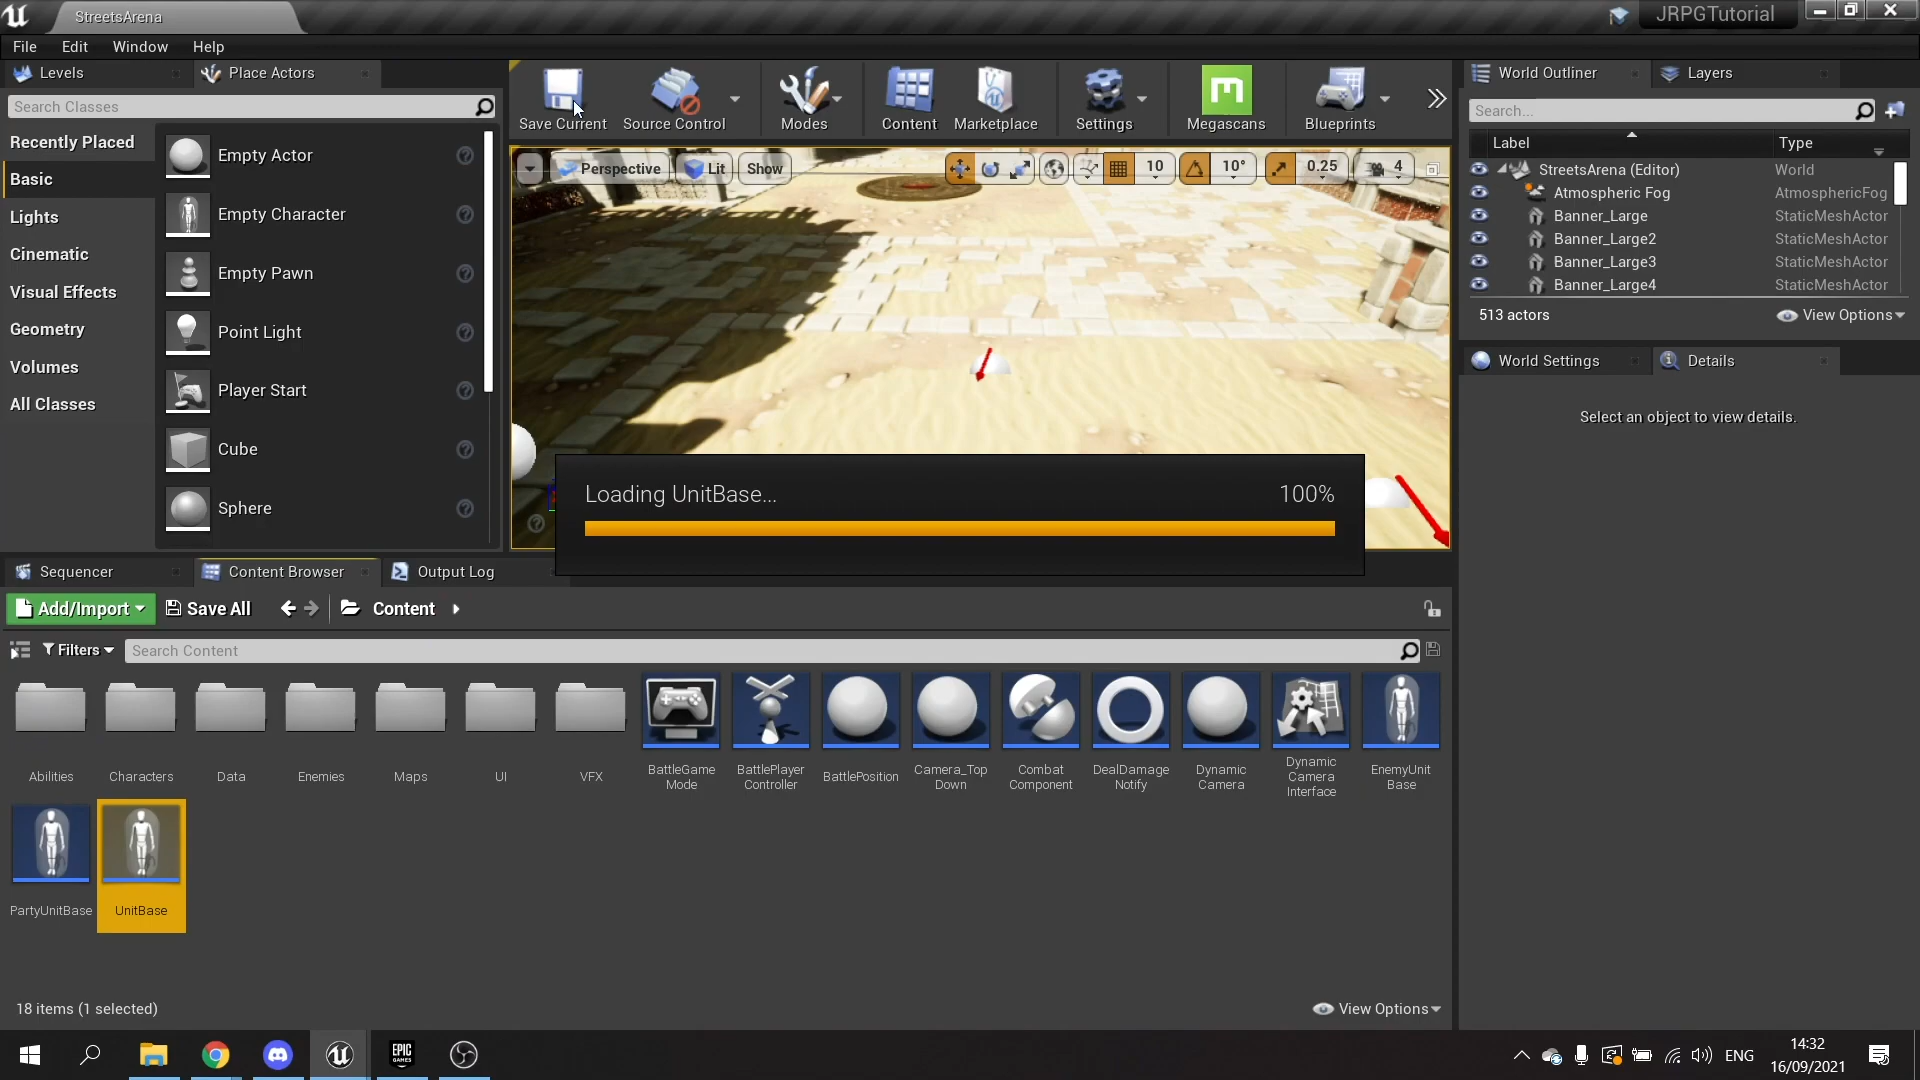 StreetsArena
JRPGTutorial
File
Edit
Window
Help
Levels
Place Actors
Search Classes
Recently Placed
Basic
Lights
Cinematic
Visual Effects
Geometry
Volumes
All Classes
Empty Actor
Empty Character
Empty Pawn
Point Light
Player Start
Cube
Sphere
Save Current
Source Control
Modes
Content
Marketplace
Settings
Megascans
Blueprints
Perspective
Lit
Show
10
10°
0.25
4
Loading UnitBase...
100%
World Outliner
Layers
Search...
Label
Type
StreetsArena (Editor)
World
Atmospheric Fog
AtmosphericFog
Banner_Large
StaticMeshActor
Banner_Large2
StaticMeshActor
Banner_Large3
StaticMeshActor
Banner_Large4
StaticMeshActor
513 actors
View Options
World Settings
Details
Select an object to view details.
Sequencer
Content Browser
Output Log
Add/Import
Save All
Content
Filters
Search Content
Abilities
Characters
Data
Enemies
Maps
UI
VFX
BattleGame
Mode
BattlePlayer
Controller
BattlePosition
Camera_Top
Down
Combat
Component
DealDamage
Notify
Dynamic
Camera
Dynamic
Camera
Interface
EnemyUnit
Base
PartyUnitBase
UnitBase
18 items (1 selected)
View Options
EPIC
GAMES
ENG
14:32
16/09/2021